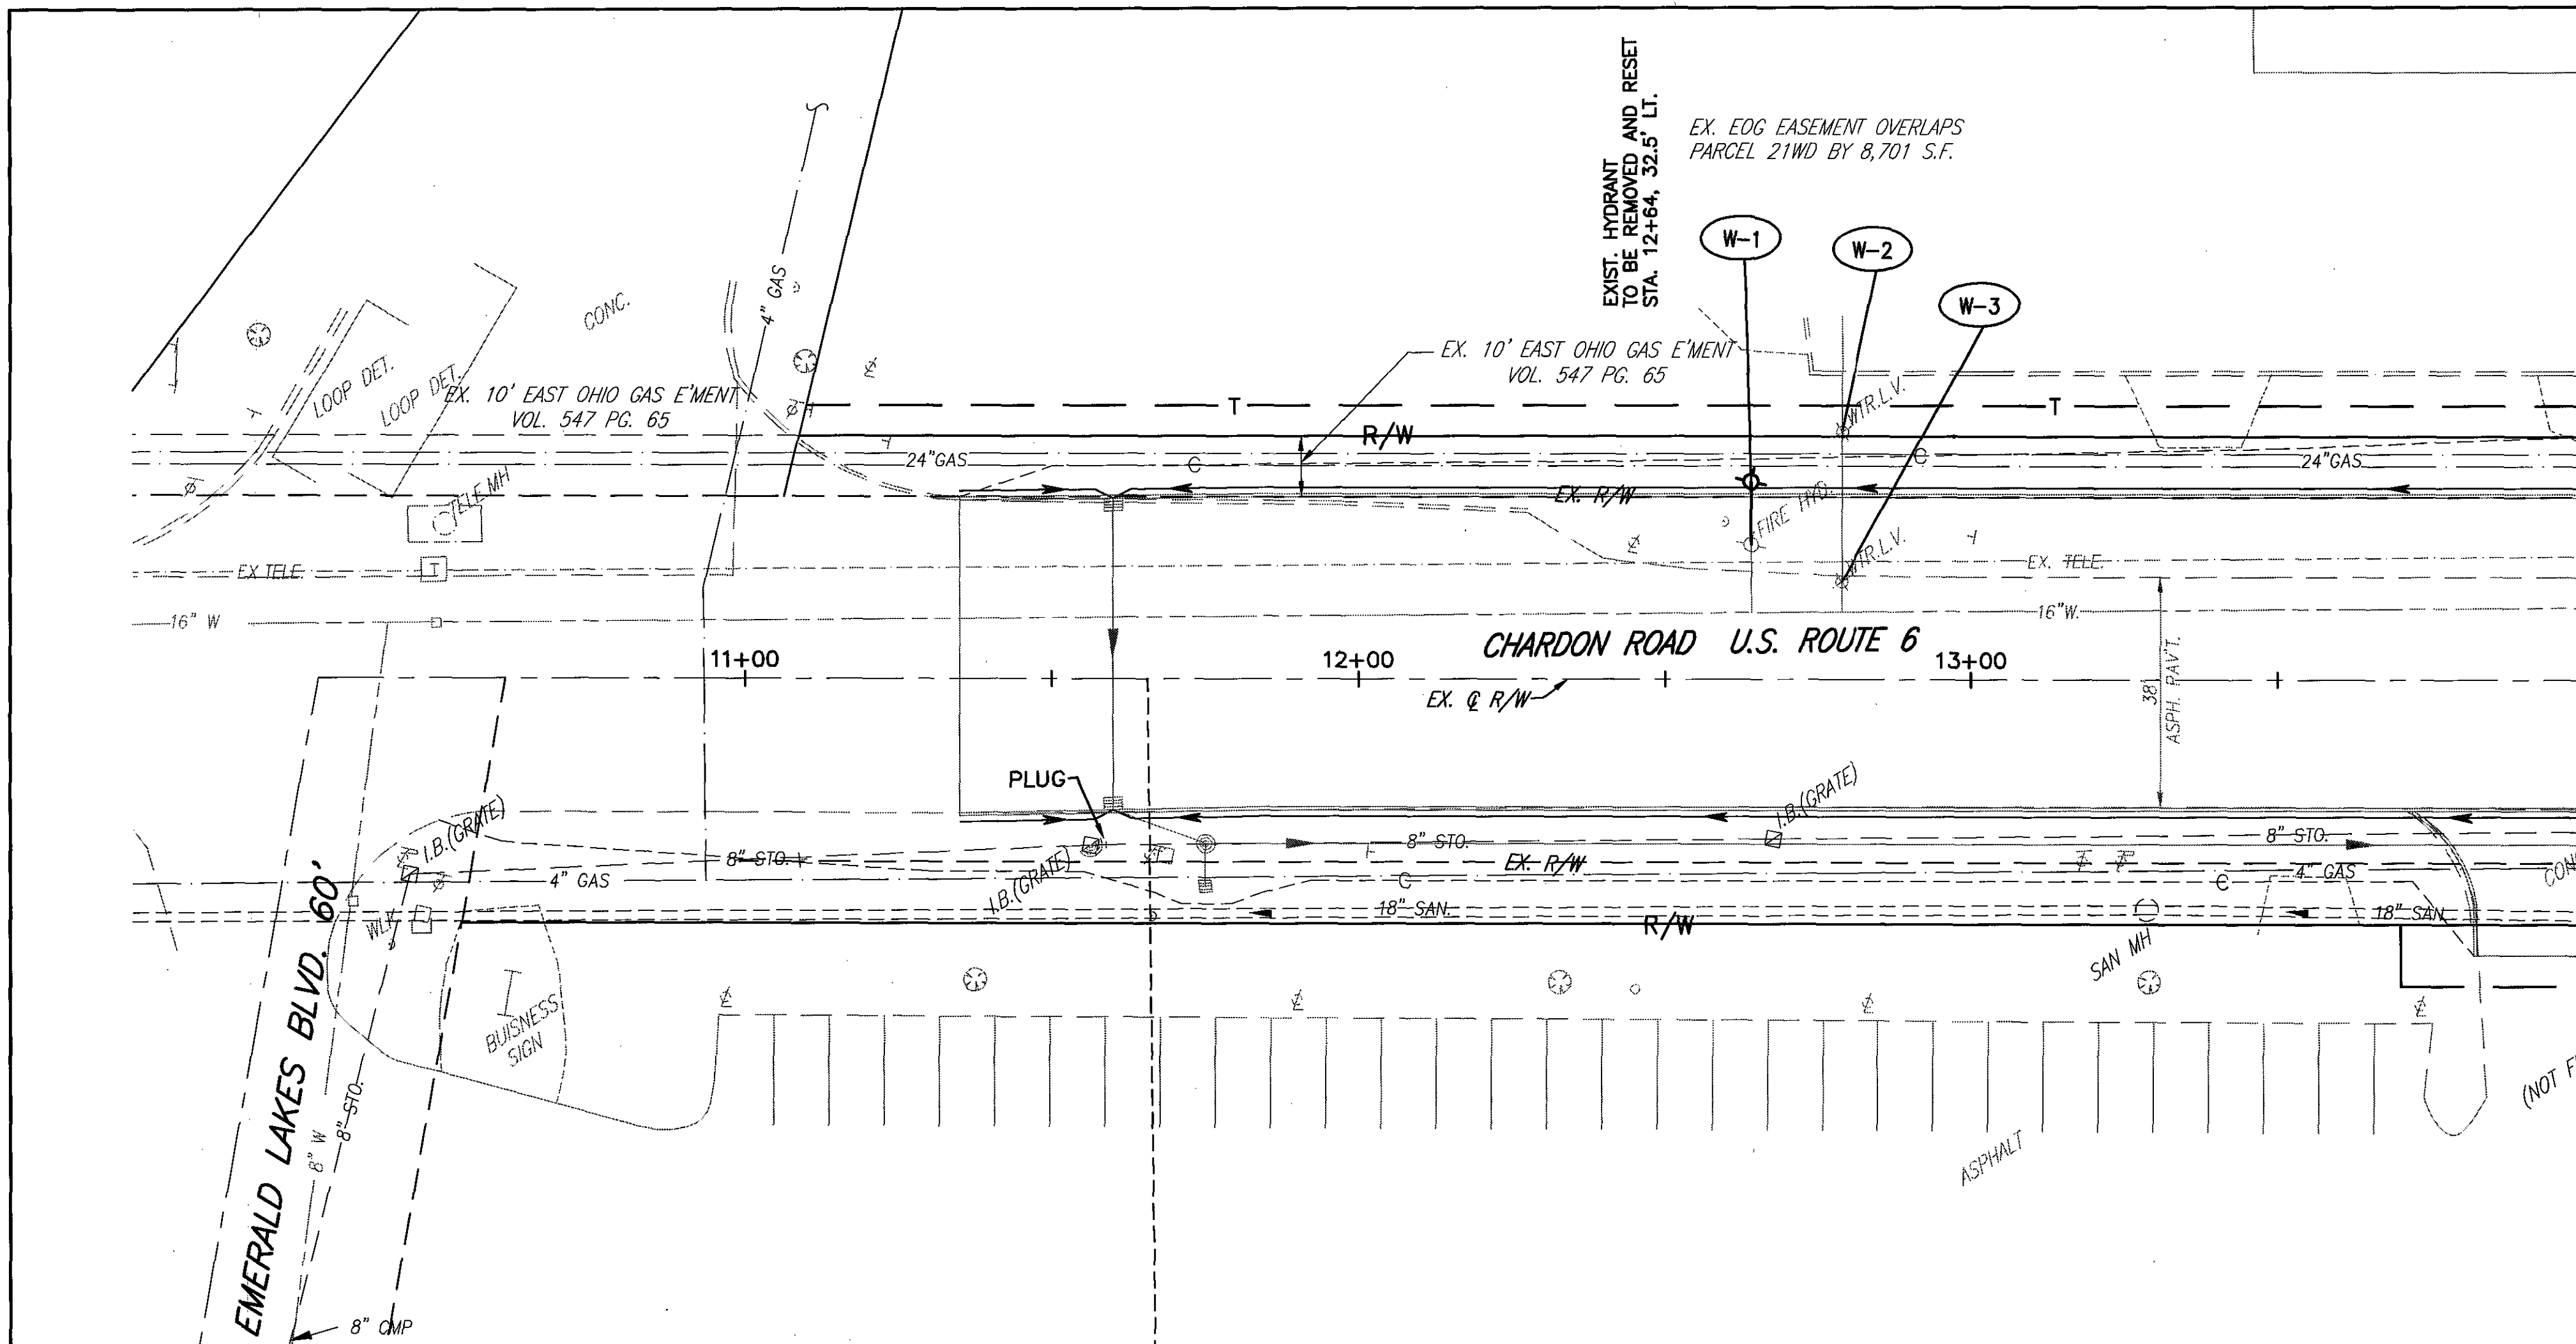 EXIST. HYDRANT
TO BE REMOVED AND RESET
STA. 12+64, 32.5' LT.
EX. EOG EASEMENT OVERLAPS
PARCEL 21WD BY 8,701 S.F.
W-1
W-2
W-3
4" GAS
CONC.
LOOP DET.
LOOP DET.
EX. 10' EAST OHIO GAS E'MENT
VOL. 547 PG. 65
EX. 10' EAST OHIO GAS E'MENT
VOL. 547 PG. 65
WTR.L.V.
T
T
R/W
24"GAS
C
C
24"GAS
TELE MH
EX. R/W
FIRE HYD.
WTR.L.V.
EX TELE.
T
EX. TELE.
16" W
16"W.
CHARDON ROAD U.S. ROUTE 6
11+00
12+00
13+00
EX. ℄ R/W
38'
ASPH. PAV'T.
PLUG
I.B.(GRATE)
I.B.(GRATE)
I.B.(GRATE)
8" STO.
8" STO.
8" STO.
EX. R/W
4" GAS
4" GAS
C
C
CON
18" SAN.
18" SAN
R/W
WLK
SAN MH
BUISNESS
SIGN
EMERALD LAKES BLVD. 60'
8" W
8" STO.
8" CMP
ASPHALT
(NOT F